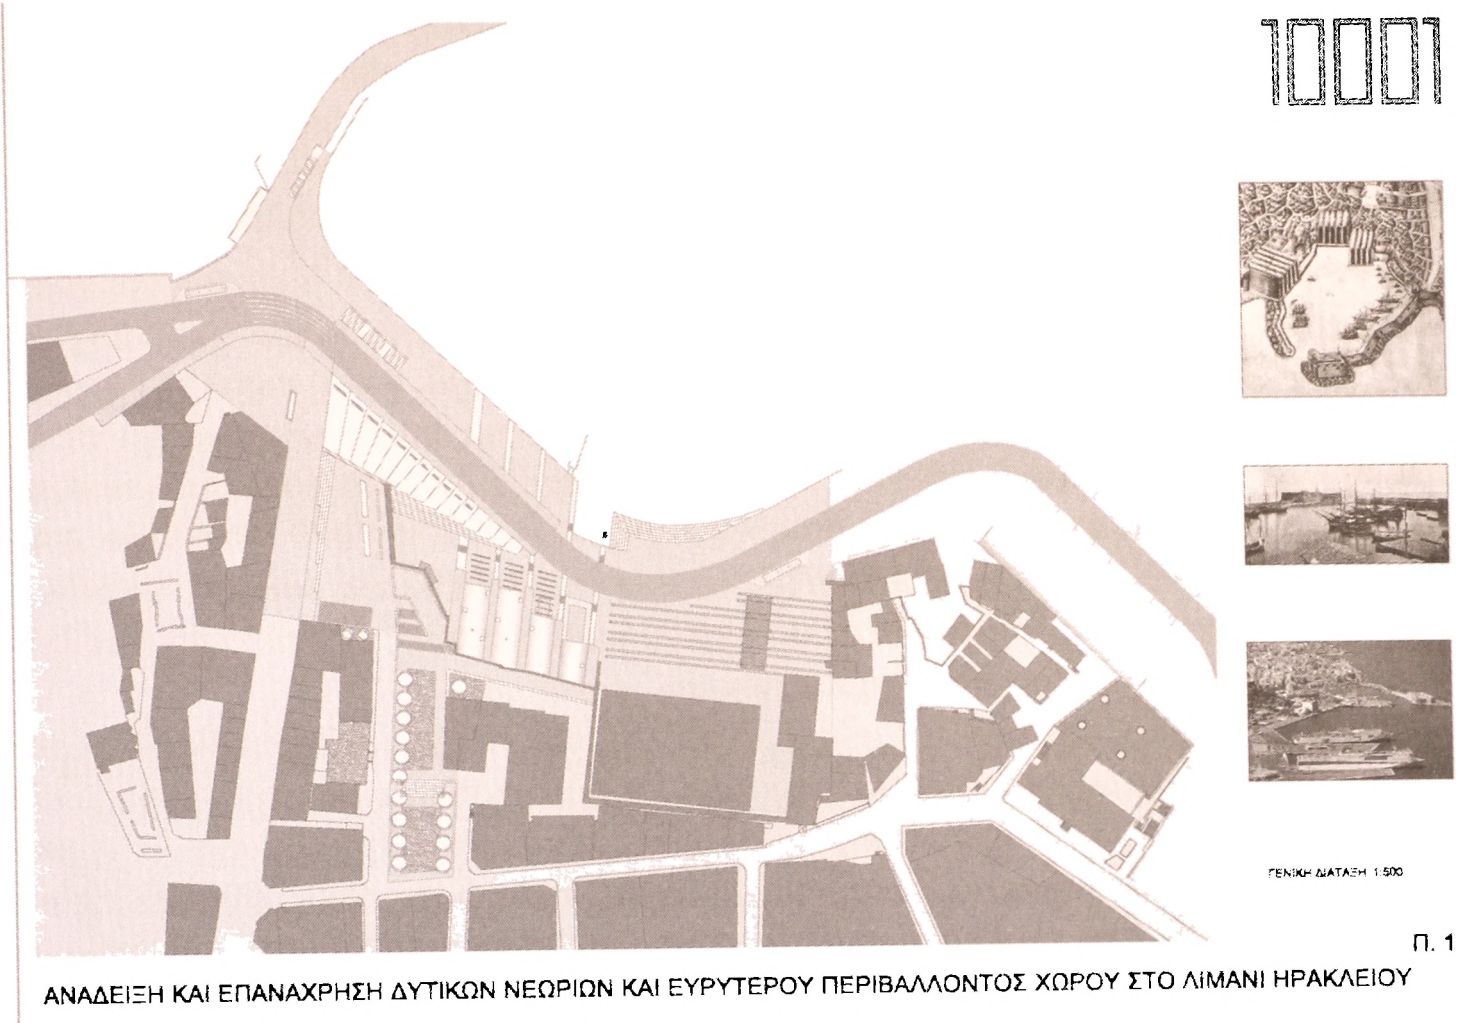 10001
ΓΕΝΙΚΗ ΔΙΑΤΑΞΗ 1:500
Π. 1
ΑΝΑΔΕΙΞΗ ΚΑΙ ΕΠΑΝΑΧΡΗΣΗ ΔΥΤΙΚΩΝ ΝΕΩΡΙΩΝ ΚΑΙ ΕΥΡΥΤΕΡΟΥ ΠΕΡΙΒΑΛΛΟΝΤΟΣ ΧΩΡΟΥ ΣΤΟ ΛΙΜΑΝΙ ΗΡΑΚΛΕΙΟΥ